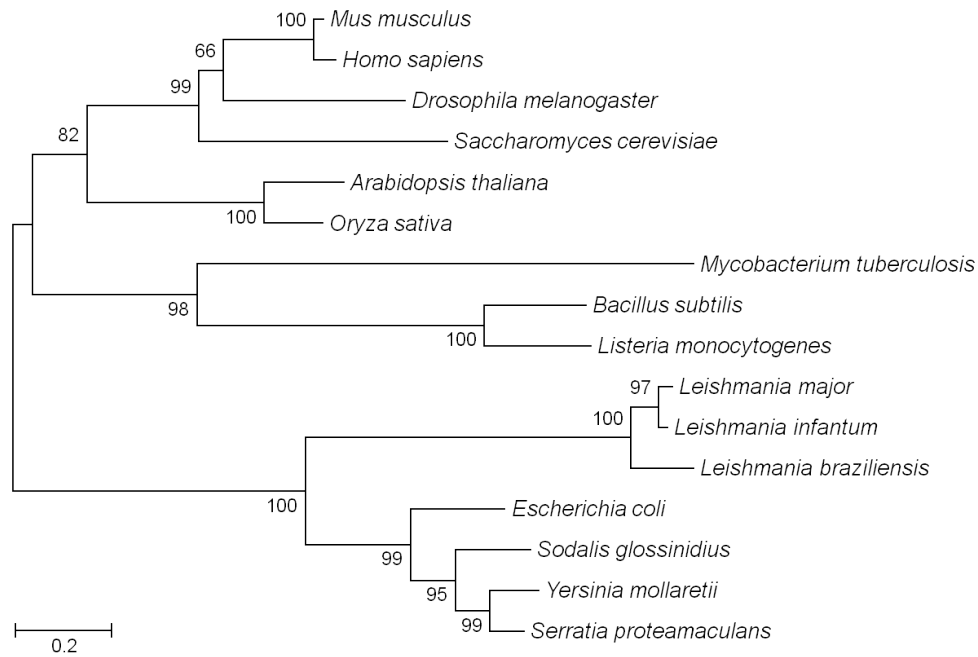 100
Mus musculus
Homo sapiens
66
Drosophila melanogaster
99
Saccharomyces cerevisiae
82
Arabidopsis thaliana
100
Oryza sativa
Mycobacterium tuberculosis
98
Bacillus subtilis
100
Listeria monocytogenes
97
Leishmania major
Leishmania infantum
100
Leishmania braziliensis
100
Escherichia coli
99
Sodalis glossinidius
95
Yersinia mollaretii
99
Serratia proteamaculans
0.2